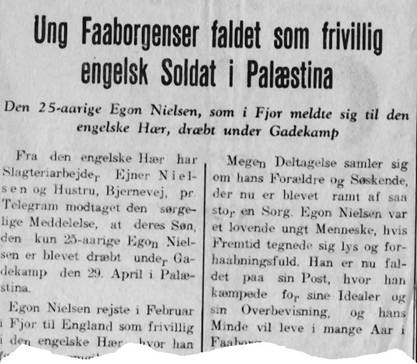 Ung Faaborgenser faldet som frivillig
engelsk Soldat i Palæstina
Den 25-aarige Egon Nielsen, som i Fjor meldte sig til den
engelske Hær, dræbt under Gadekamp
Fra den engelske Hær har
Slagteriarbejder Ejner Niel-
sen og Hustru, Bjernevej, pr.
Telegram modtaget den sørge-
lige Meddelelse, at deres Søn,
den kun 25-aarige Egon Niel-
sen er blevet dræbt under Ga-
dekamp den 29. April i Palæ-
stina.
Egon Nielsen rejste i Februar
i Fjor til England som frivillig
i den engelske Hær, hvor han
Megen Deltagelse samler sig
om hans Forældre og Søskende,
der nu er blevet ramt af saa
stor en Sorg. Egon Nielsen var
et lovende ungt Menneske, hvis
Fremtid tegnede sig lys og for-
haabningsfuld. Han er nu fal-
det paa sin Post, hvor han
kæmpede for sine Idealer og
sin Overbevisning, og hans
Minde vil leve i mange Aar i